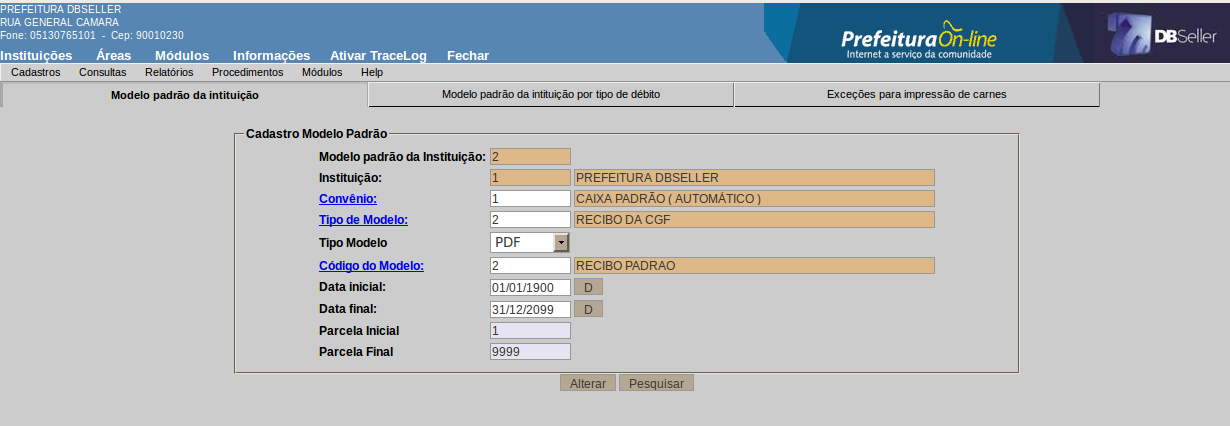 PREFEITURA DBSELLER
RUA GENERAL CAMARA
Fone: 05130765101 - Cep: 90010230
PrefeituraOn-line
Internet a serviço da comunidade
DBSeller
Instituições Áreas Módulos Informações Ativar TraceLog Fechar
Cadastros Consultas Relatórios Procedimentos Módulos Help
Modelo padrão da intituição Modelo padrão da intituição por tipo de débito Exceções para impressão de carnes
Cadastro Modelo Padrão
Modelo padrão da Instituição: 2
Instituição: 1 PREFEITURA DBSELLER
Convênio: 1 CAIXA PADRÃO ( AUTOMÁTICO )
Tipo de Modelo: 2 RECIBO DA CGF
Tipo Modelo PDF
Código do Modelo: 2 RECIBO PADRAO
Data inicial: 01/01/1900 D
Data final: 31/12/2099 D
Parcela Inicial 1
Parcela Final 9999
Alterar Pesquisar